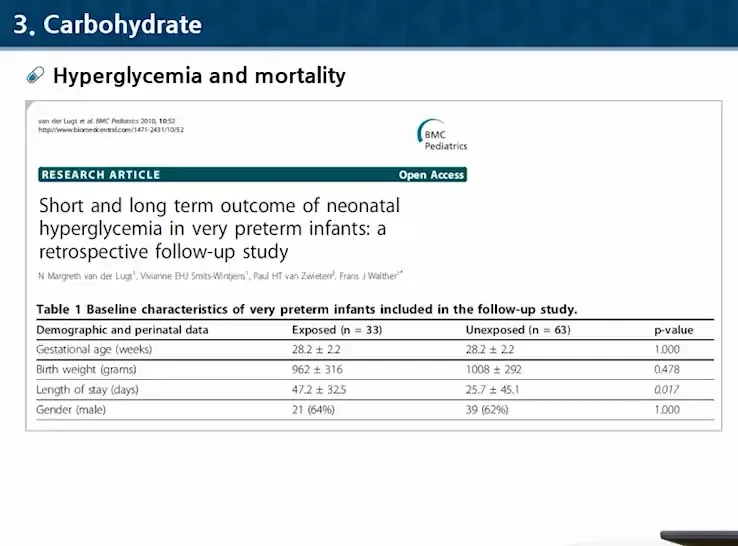 3. Carbohydrate
Hyperglycemia and mortality
van der Lugt et al. BMC Pediatrics 2010, 10:52
http://www.biomedcentral.com/1471-2431/10/52
BMC
Pediatrics
RESEARCH ARTICLE Open Access
Short and long term outcome of neonatal
hyperglycemia in very preterm infants: a
retrospective follow-up study
N Margreth van der Lugt1, Vivianne EHJ Smits-Wintjens1, Paul HT van Zwieten2, Frans J Walther1*
Table 1 Baseline characteristics of very preterm infants included in the follow-up study.
Demographic and perinatal data Exposed (n = 33) Unexposed (n = 63) p-value
Gestational age (weeks) 28.2 ± 2.2 28.2 ± 2.2 1.000
Birth weight (grams) 962 ± 316 1008 ± 292 0.478
Length of stay (days) 47.2 ± 32.5 25.7 ± 45.1 0.017
Gender (male) 21 (64%) 39 (62%) 1.000